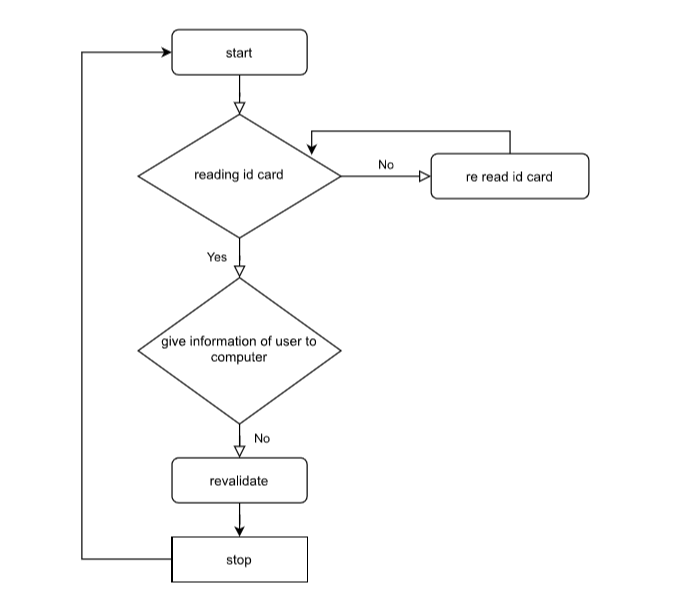 start
reading id card
No
re read id card
Yes
give information of user to
computer
No
revalidate
stop